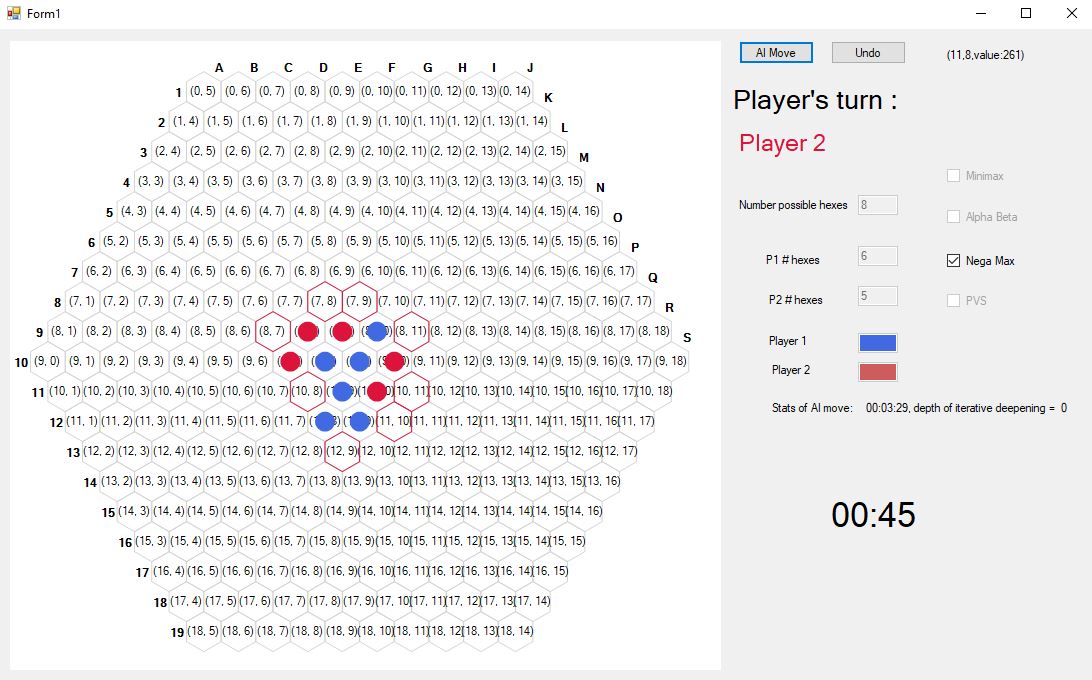 Form1
A B C D E F G H I J
1 (0, 5) (0, 6) (0, 7) (0, 8) (0, 9) (0, 10) (0, 11) (0, 12) (0, 13) (0, 14) K
2 (1, 4) (1, 5) (1, 6) (1, 7) (1, 8) (1, 9) (1, 10) (1, 11) (1, 12) (1, 13) (1, 14) L
3 (2, 4) (2, 5) (2, 6) (2, 7) (2, 8) (2, 9) (2, 10) (2, 11) (2, 12) (2, 13) (2, 14) (2, 15) M
4 (3, 3) (3, 4) (3, 5) (3, 6) (3, 7) (3, 8) (3, 9) (3, 10) (3, 11) (3, 12) (3, 13) (3, 14) (3, 15) N
5 (4, 3) (4, 4) (4, 5) (4, 6) (4, 7) (4, 8) (4, 9) (4, 10) (4, 11) (4, 12) (4, 13) (4, 14) (4, 15) (4, 16) O
6 (5, 2) (5, 3) (5, 4) (5, 5) (5, 6) (5, 7) (5, 8) (5, 9) (5, 10) (5, 11) (5, 12) (5, 13) (5, 14) (5, 15) (5, 16) P
7 (6, 2) (6, 3) (6, 4) (6, 5) (6, 6) (6, 7) (6, 8) (6, 9) (6, 10) (6, 11) (6, 12) (6, 13) (6, 14) (6, 15) (6, 16) (6, 17) Q
8 (7, 1) (7, 2) (7, 3) (7, 4) (7, 5) (7, 6) (7, 7) (7, 8) (7, 9) (7, 10) (7, 11) (7, 12) (7, 13) (7, 14) (7, 15) (7, 16) (7, 17) R
9 (8, 1) (8, 2) (8, 3) (8, 4) (8, 5) (8, 6) (8, 7) (8, 11) (8, 12) (8, 13) (8, 14) (8, 15) (8, 16) (8, 17) (8, 18) S
10 (9, 0) (9, 1) (9, 2) (9, 3) (9, 4) (9, 5) (9, 6) (9, 11) (9, 12) (9, 13) (9, 14) (9, 15) (9, 16) (9, 17) (9, 18)
11 (10, 1) (10, 2) (10, 3) (10, 4) (10, 5) (10, 6) (10, 7) (10, 8) (10, 11) (10, 12) (10, 13) (10, 14) (10, 15) (10, 16) (10, 17) (10, 18)
12 (11, 1) (11, 2) (11, 3) (11, 4) (11, 5) (11, 6) (11, 7) (11, 10) (11, 11) (11, 12) (11, 13) (11, 14) (11, 15) (11, 16) (11, 17)
13 (12, 2) (12, 3) (12, 4) (12, 5) (12, 6) (12, 7) (12, 8) (12, 9) (12, 10) (12, 11) (12, 12) (12, 13) (12, 14) (12, 15) (12, 16) (12, 17)
14 (13, 2) (13, 3) (13, 4) (13, 5) (13, 6) (13, 7) (13, 8) (13, 9) (13, 10) (13, 11) (13, 12) (13, 13) (13, 14) (13, 15) (13, 16)
15 (14, 3) (14, 4) (14, 5) (14, 6) (14, 7) (14, 8) (14, 9) (14, 10) (14, 11) (14, 12) (14, 13) (14, 14) (14, 15) (14, 16)
16 (15, 3) (15, 4) (15, 5) (15, 6) (15, 7) (15, 8) (15, 9) (15, 10) (15, 11) (15, 12) (15, 13) (15, 14) (15, 15)
17 (16, 4) (16, 5) (16, 6) (16, 7) (16, 8) (16, 9) (16, 10) (16, 11) (16, 12) (16, 13) (16, 14) (16, 15)
18 (17, 4) (17, 5) (17, 6) (17, 7) (17, 8) (17, 9) (17, 10) (17, 11) (17, 12) (17, 13) (17, 14)
19 (18, 5) (18, 6) (18, 7) (18, 8) (18, 9) (18, 10) (18, 11) (18, 12) (18, 13) (18, 14)
AI Move Undo (11,8,value:261)
Player's turn :
Player 2
Minimax
Number possible hexes 8
Alpha Beta
P1 # hexes 6
Nega Max
P2 # hexes 5
PVS
Player 1
Player 2
Stats of AI move: 00:03:29, depth of iterative deepening = 0
00:45